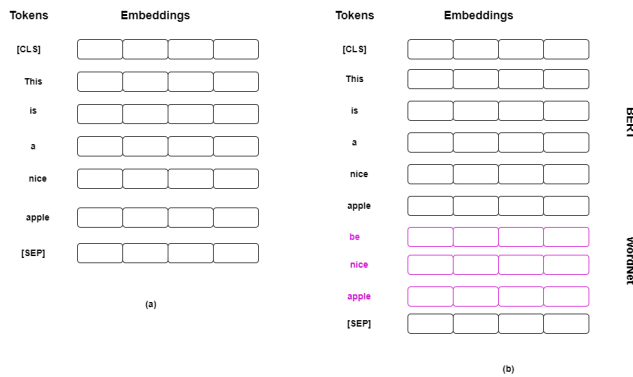 Tokens Embeddings
[CLS]
This
is
a
nice
apple
[SEP]
(a)
Tokens Embeddings
[CLS]
This
is
a
nice
apple
be
nice
apple
[SEP]
(b)
BERT
WordNet